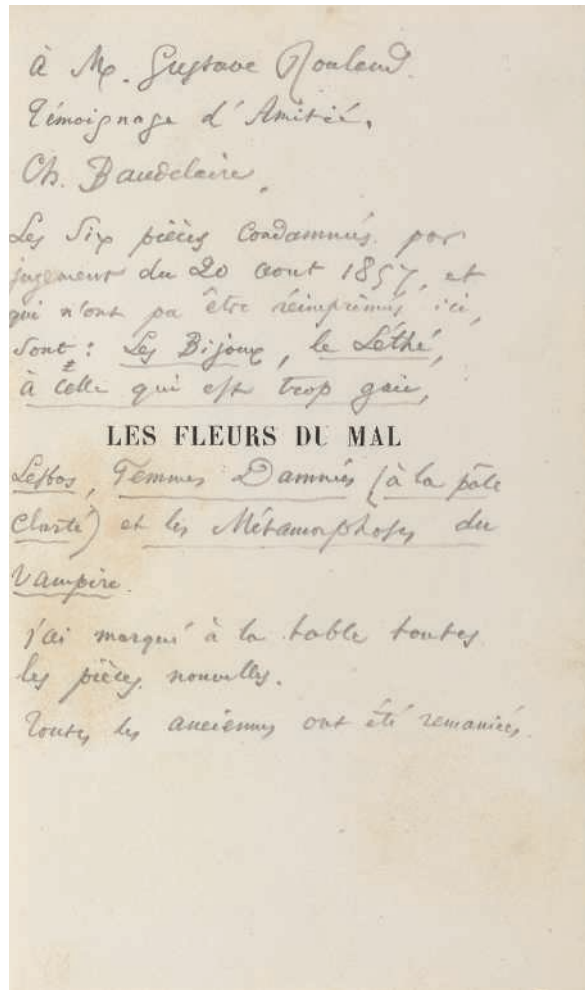 à M. Gustave Rouland.
Témoignage d'Amitié.
Ch. Baudelaire.
Les Six pièces Condamnées par
jugement du 20 aout 1857, et
qui n'ont pu être réimprimés ici,
sont : Les Bijoux, le Léthé,
à Celle qui est trop gaie,
LES FLEURS DU MAL
Lesbos, Femmes Damnées (à la pâle
Clarté) et les Métamorphoses du
Vampire.
J'ai marqué à la table toutes
les pièces nouvelles.
Toutes les anciennes ont été remaniées.